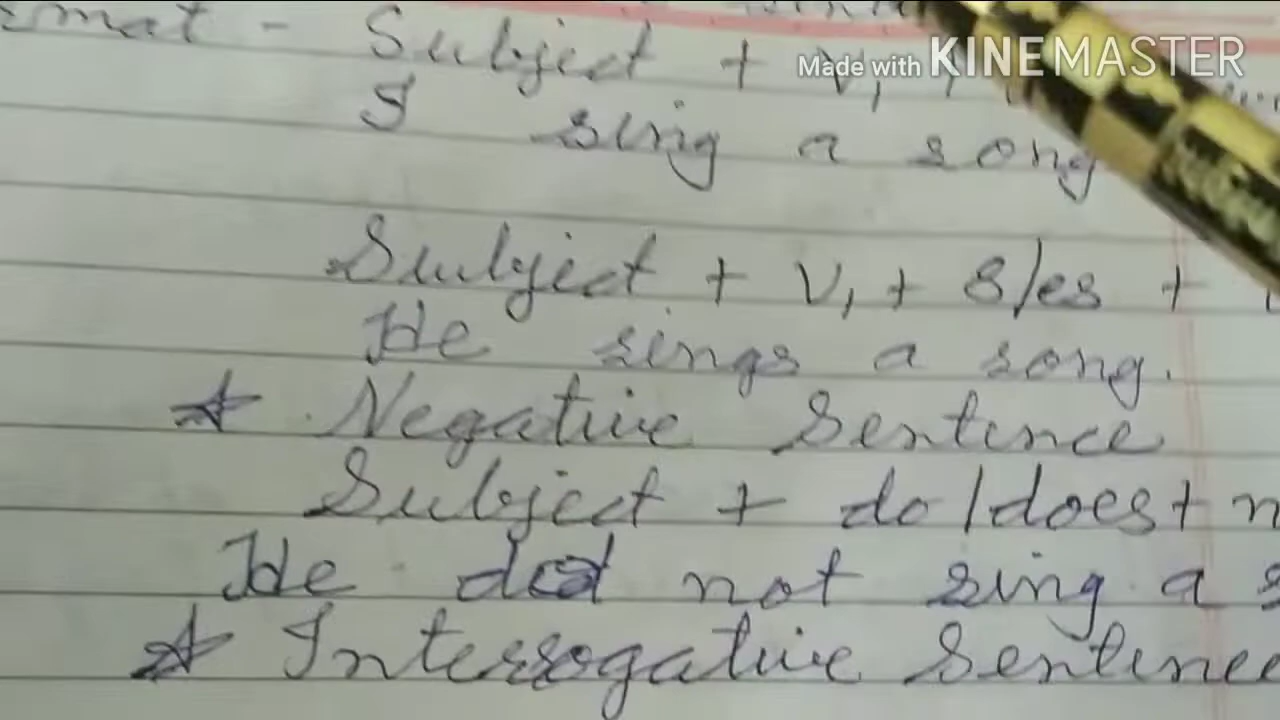 mat - Subject + V1 +
Made with KINEMASTER
I sing a song
Subject + V1 + s/es +
He sings a song.
Negative Sentence
Subject + do/does +
He did not sing a
Interrogative Sentence